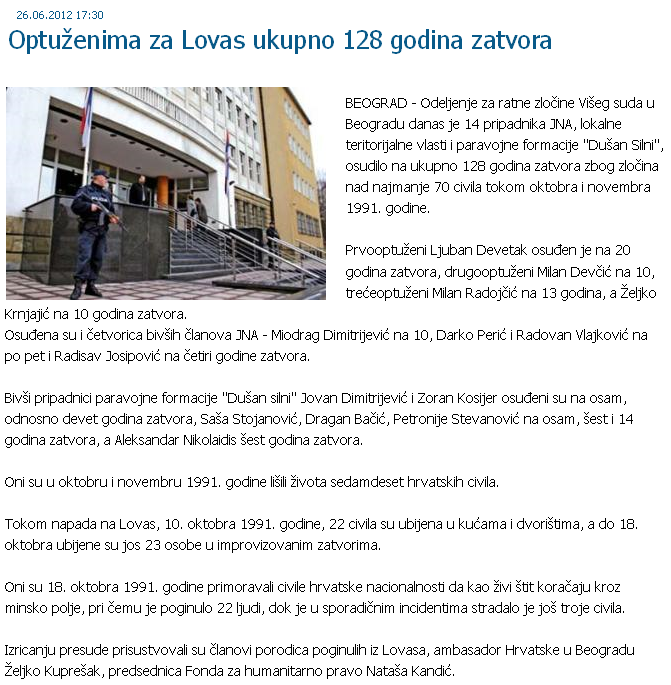 26.06.2012 17:30
Optuženima za Lovas ukupno 128 godina zatvora
BEOGRAD - Odeljenje za ratne zločine Višeg suda u
Beogradu danas je 14 pripadnika JNA, lokalne
teritorijalne vlasti i paravojne formacije "Dušan Silni",
osudilo na ukupno 128 godina zatvora zbog zločina
nad najmanje 70 civila tokom oktobra i novembra
1991. godine.
Prvooptuženi Ljuban Devetak osuđen je na 20
godina zatvora, drugooptuženi Milan Devčić na 10,
trećeoptuženi Milan Radojčić na 13 godina, a Željko
Krnjajić na 10 godina zatvora.
Osuđena su i četvorica bivših članova JNA - Miodrag Dimitrijević na 10, Darko Perić i Radovan Vlajković na
po pet i Radisav Josipović na četiri godine zatvora.
Bivši pripadnici paravojne formacije "Dušan silni" Jovan Dimitrijević i Zoran Kosijer osuđeni su na osam,
odnosno devet godina zatvora, Saša Stojanović, Dragan Bačić, Petronije Stevanović na osam, šest i 14
godina zatvora, a Aleksandar Nikolaidis šest godina zatvora.
Oni su u oktobru i novembru 1991. godine lišili života sedamdeset hrvatskih civila.
Tokom napada na Lovas, 10. oktobra 1991. godine, 22 civila su ubijena u kućama i dvorištima, a do 18.
oktobra ubijene su jos 23 osobe u improvizovanim zatvorima.
Oni su 18. oktobra 1991. godine primoravali civile hrvatske nacionalnosti da kao živi štit koračaju kroz
minsko polje, pri čemu je poginulo 22 ljudi, dok je u sporadičnim incidentima stradalo je još troje civila.
Izricanju presude prisustvovali su članovi porodica poginulih iz Lovasa, ambasador Hrvatske u Beogradu
Željko Kuprešak, predsednica Fonda za humanitarno pravo Nataša Kandić.